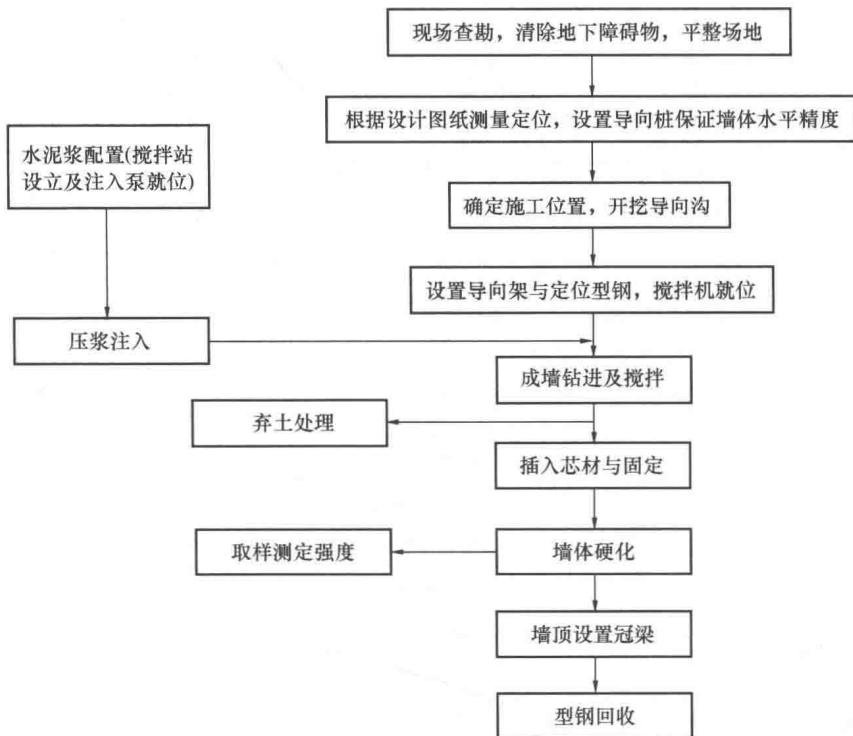 现场查勘，清除地下障碍物，平整场地
根据设计图纸测量定位，设置导向桩保证墙体水平精度
水泥浆配置(搅拌站
设立及注入泵就位)
确定施工位置，开挖导向沟
设置导向架与定位型钢，搅拌机就位
压浆注入
成墙钻进及搅拌
弃土处理
插入芯材与固定
取样测定强度
墙体硬化
墙顶设置冠梁
型钢回收